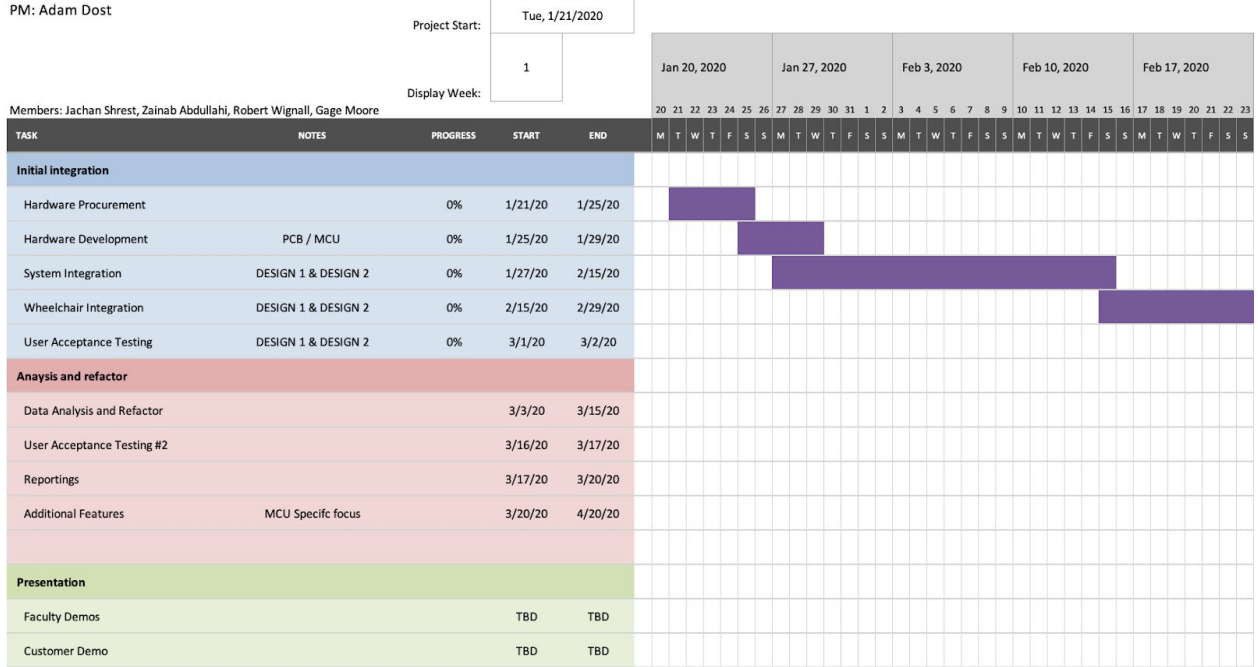 PM: Adam Dost
Project Start: Tue, 1/21/2020
Display Week: 1
Jan 20, 2020 Jan 27, 2020 Feb 3, 2020 Feb 10, 2020 Feb 17, 2020
Members: Jachan Shrest, Zainab Abdullahi, Robert Wignall, Gage Moore
20 21 22 23 24 25 26 27 28 29 30 31 1 2 3 4 5 6 7 8 9 10 11 12 13 14 15 16 17 18 19 20 21 22 23
TASK NOTES PROGRESS START END M T W T F S S M T W T F S S M T W T F S S M T W T F S S M T W T F S S
Initial integration
Hardware Procurement 0% 1/21/20 1/25/20
Hardware Development PCB / MCU 0% 1/25/20 1/29/20
System Integration DESIGN 1 & DESIGN 2 0% 1/27/20 2/15/20
Wheelchair Integration DESIGN 1 & DESIGN 2 0% 2/15/20 2/29/20
User Acceptance Testing DESIGN 1 & DESIGN 2 0% 3/1/20 3/2/20
Anaysis and refactor
Data Analysis and Refactor 3/3/20 3/15/20
User Acceptance Testing #2 3/16/20 3/17/20
Reportings 3/17/20 3/20/20
Additional Features MCU Specifc focus 3/20/20 4/20/20
Presentation
Faculty Demos TBD TBD
Customer Demo TBD TBD